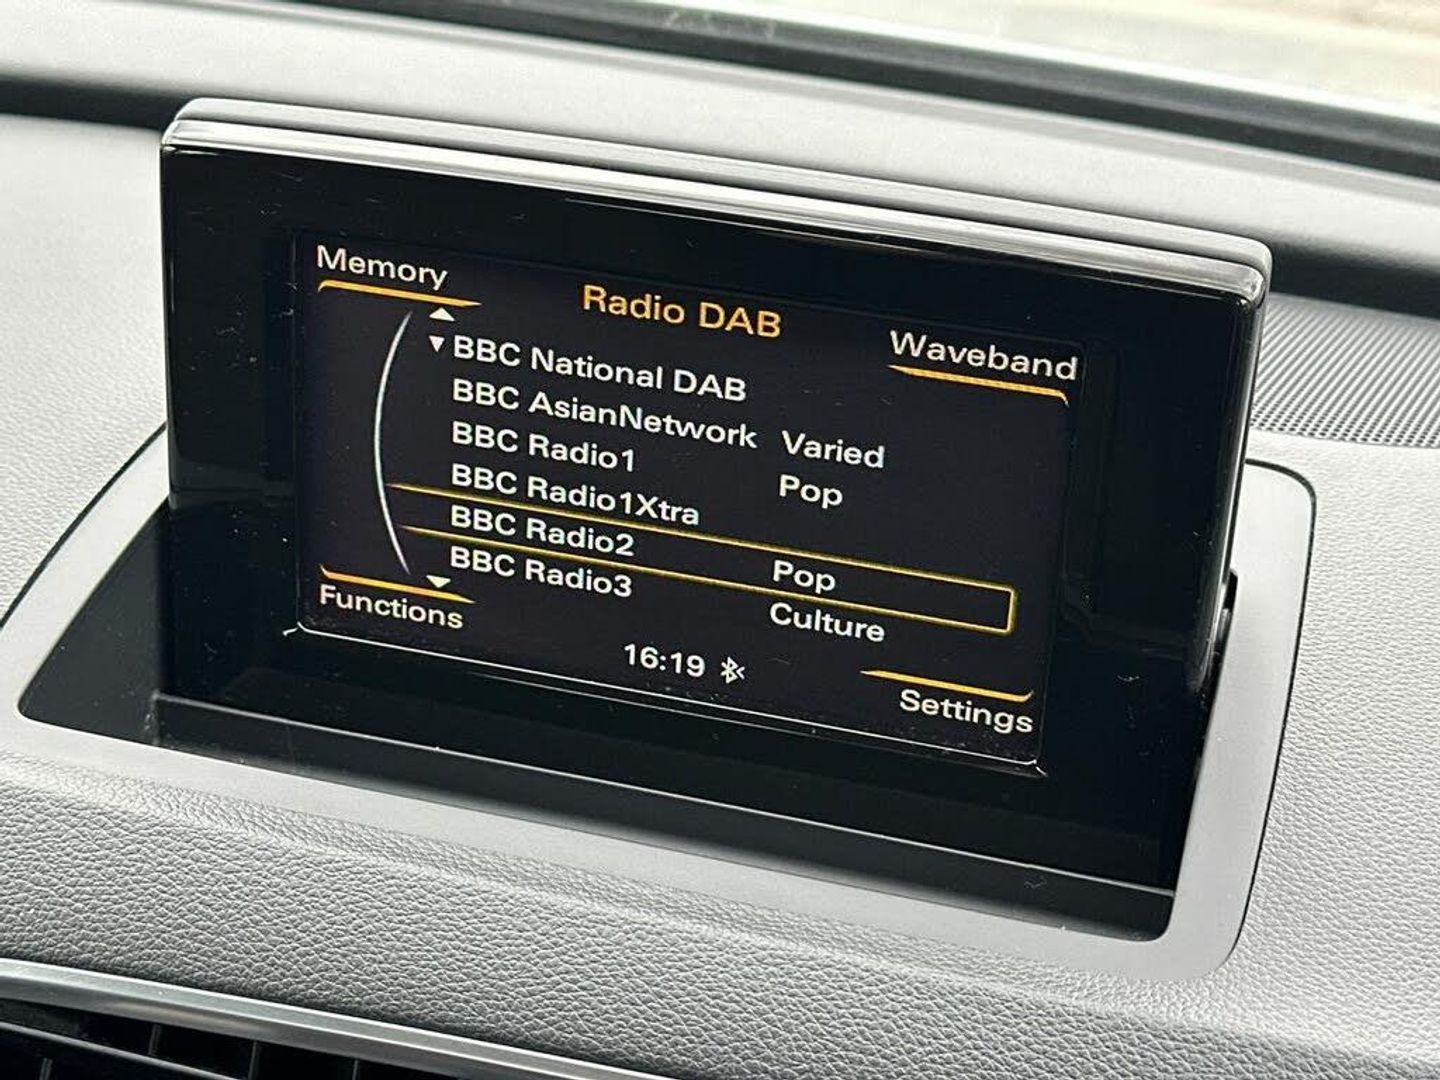 Memory
Radio DAB
Waveband
BBC National DAB
BBC AsianNetwork Varied
BBC Radio1 Pop
BBC Radio1Xtra
BBC Radio2 Pop
BBC Radio3 Culture
Functions
16:19
Settings